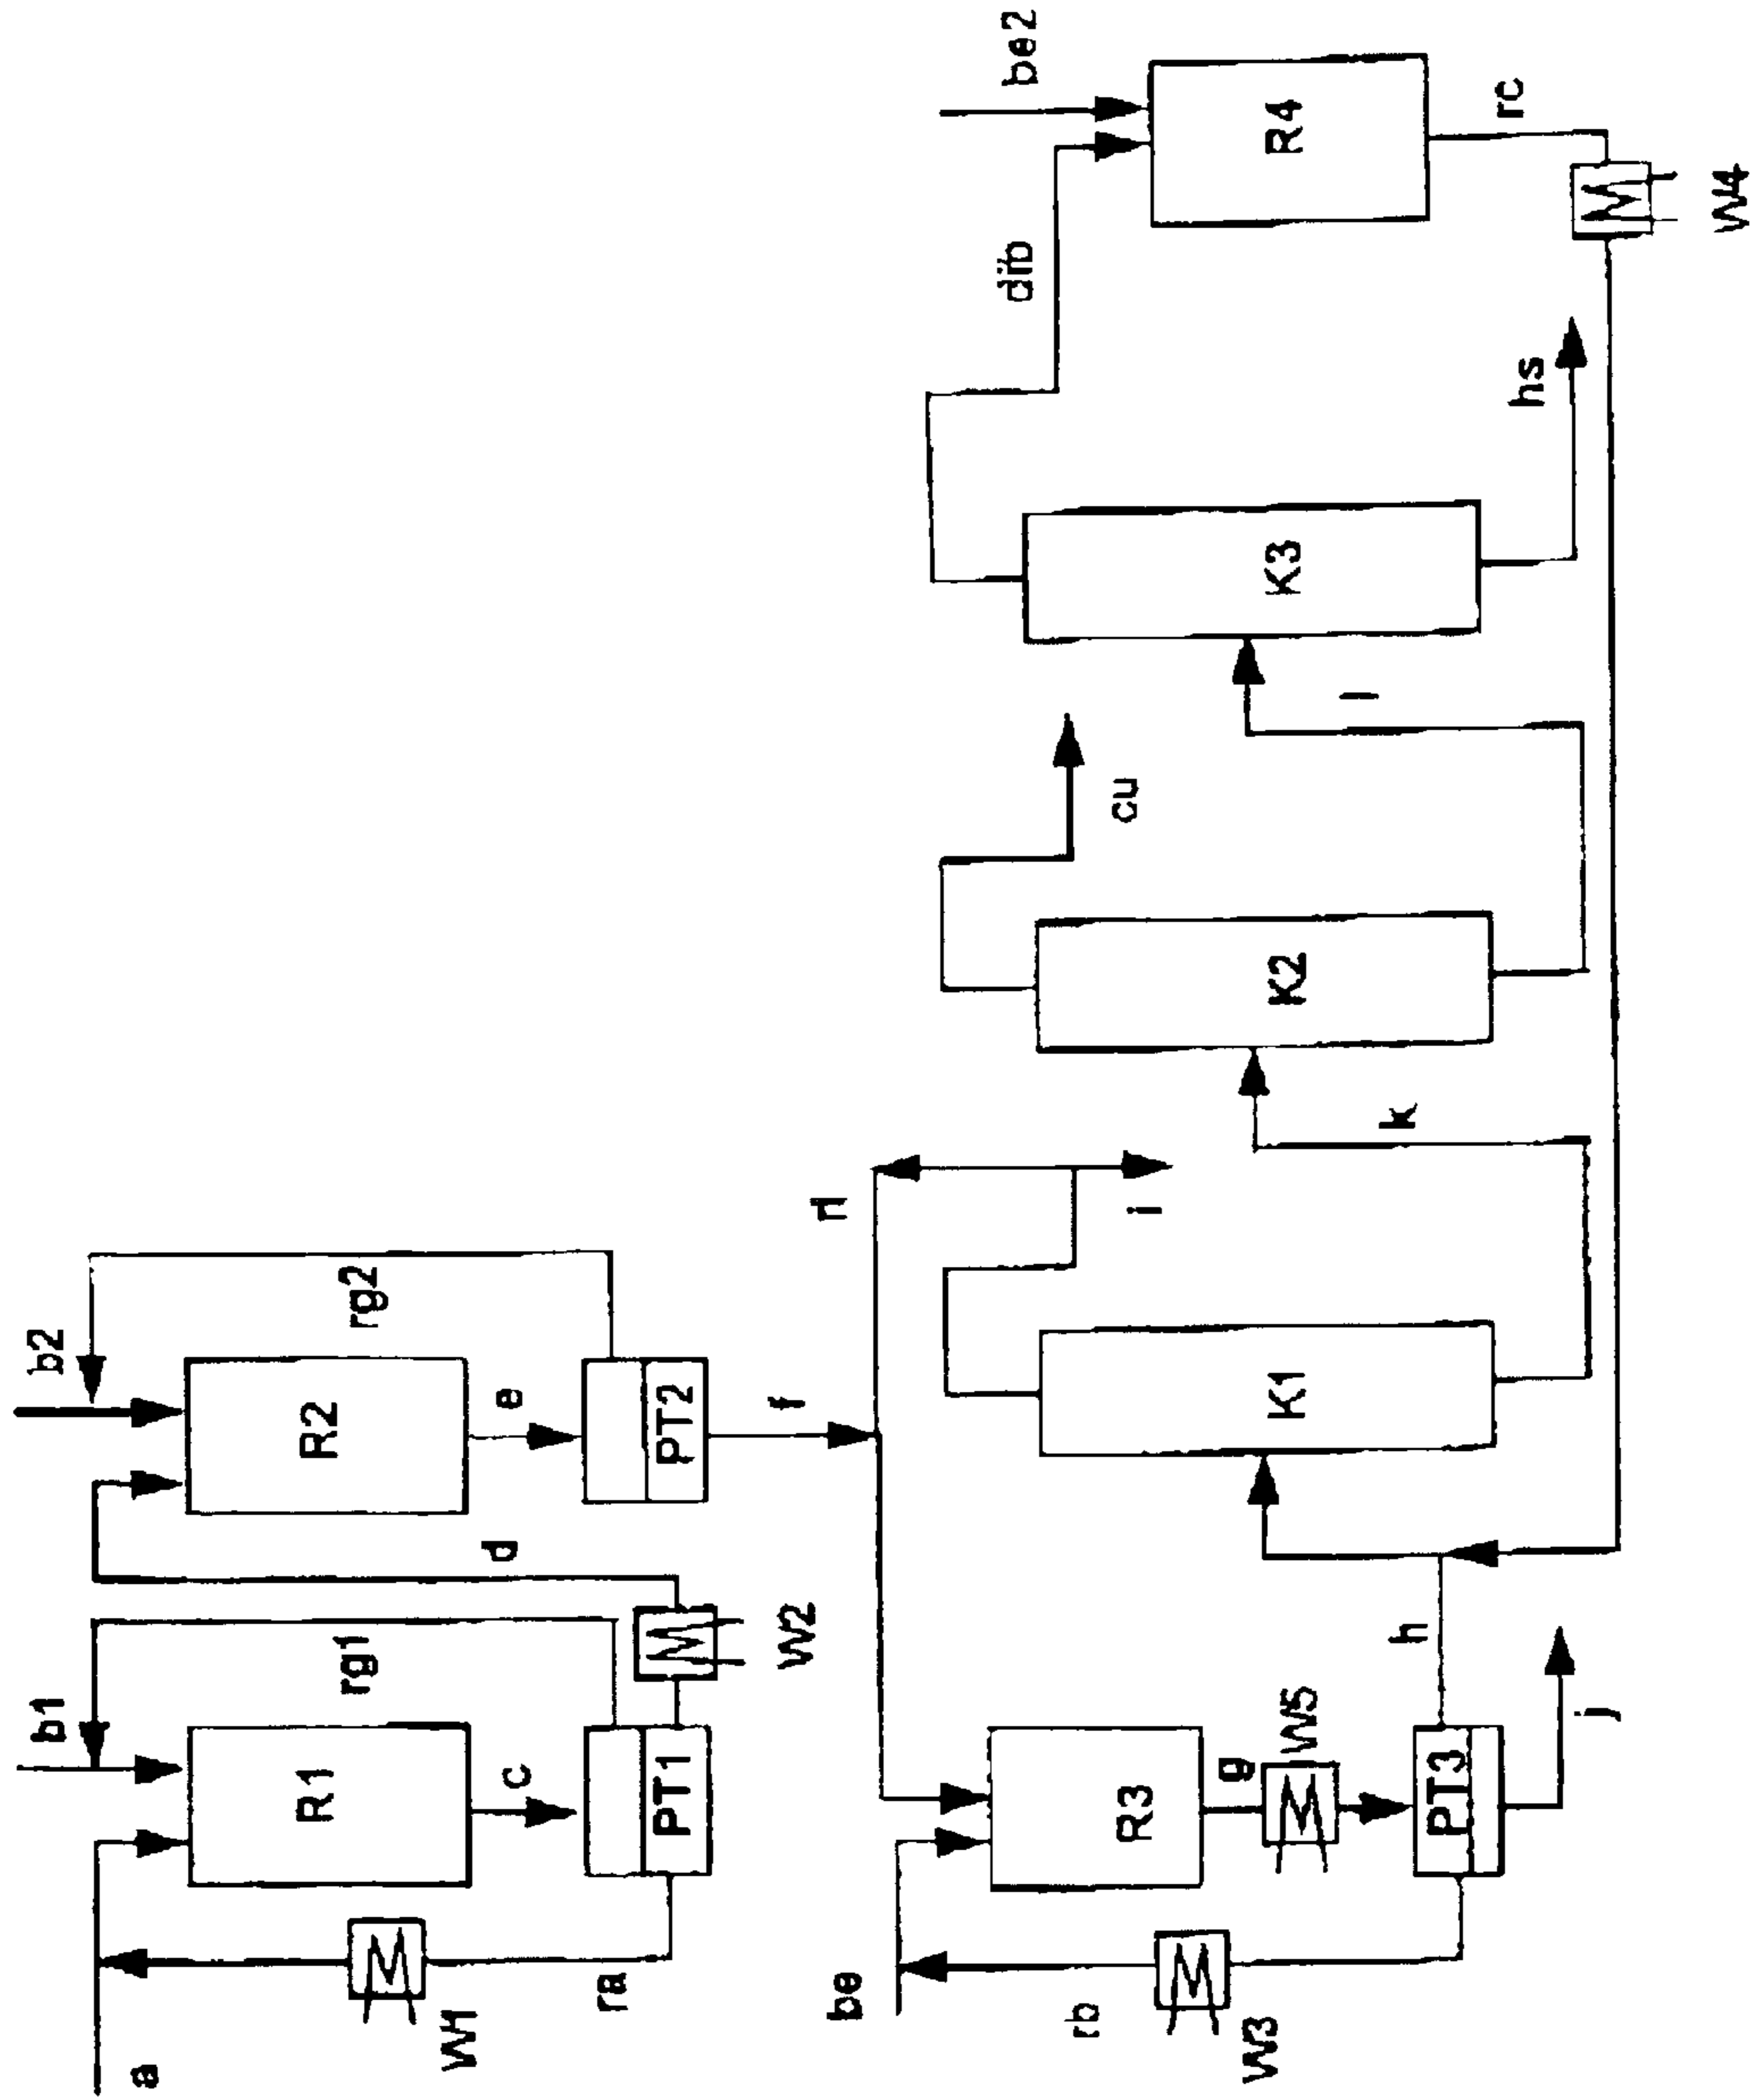 b1
b2
rg1
rg2
R1
R2
d
a
W1
c
e
ra
PT1
W2
PT2
f
be
rl
be2
dib
rb
W3
R3
i
cu
R4
g
W5
K1
K2
K3
k
l
h
PT3
hs
rc
j
W4